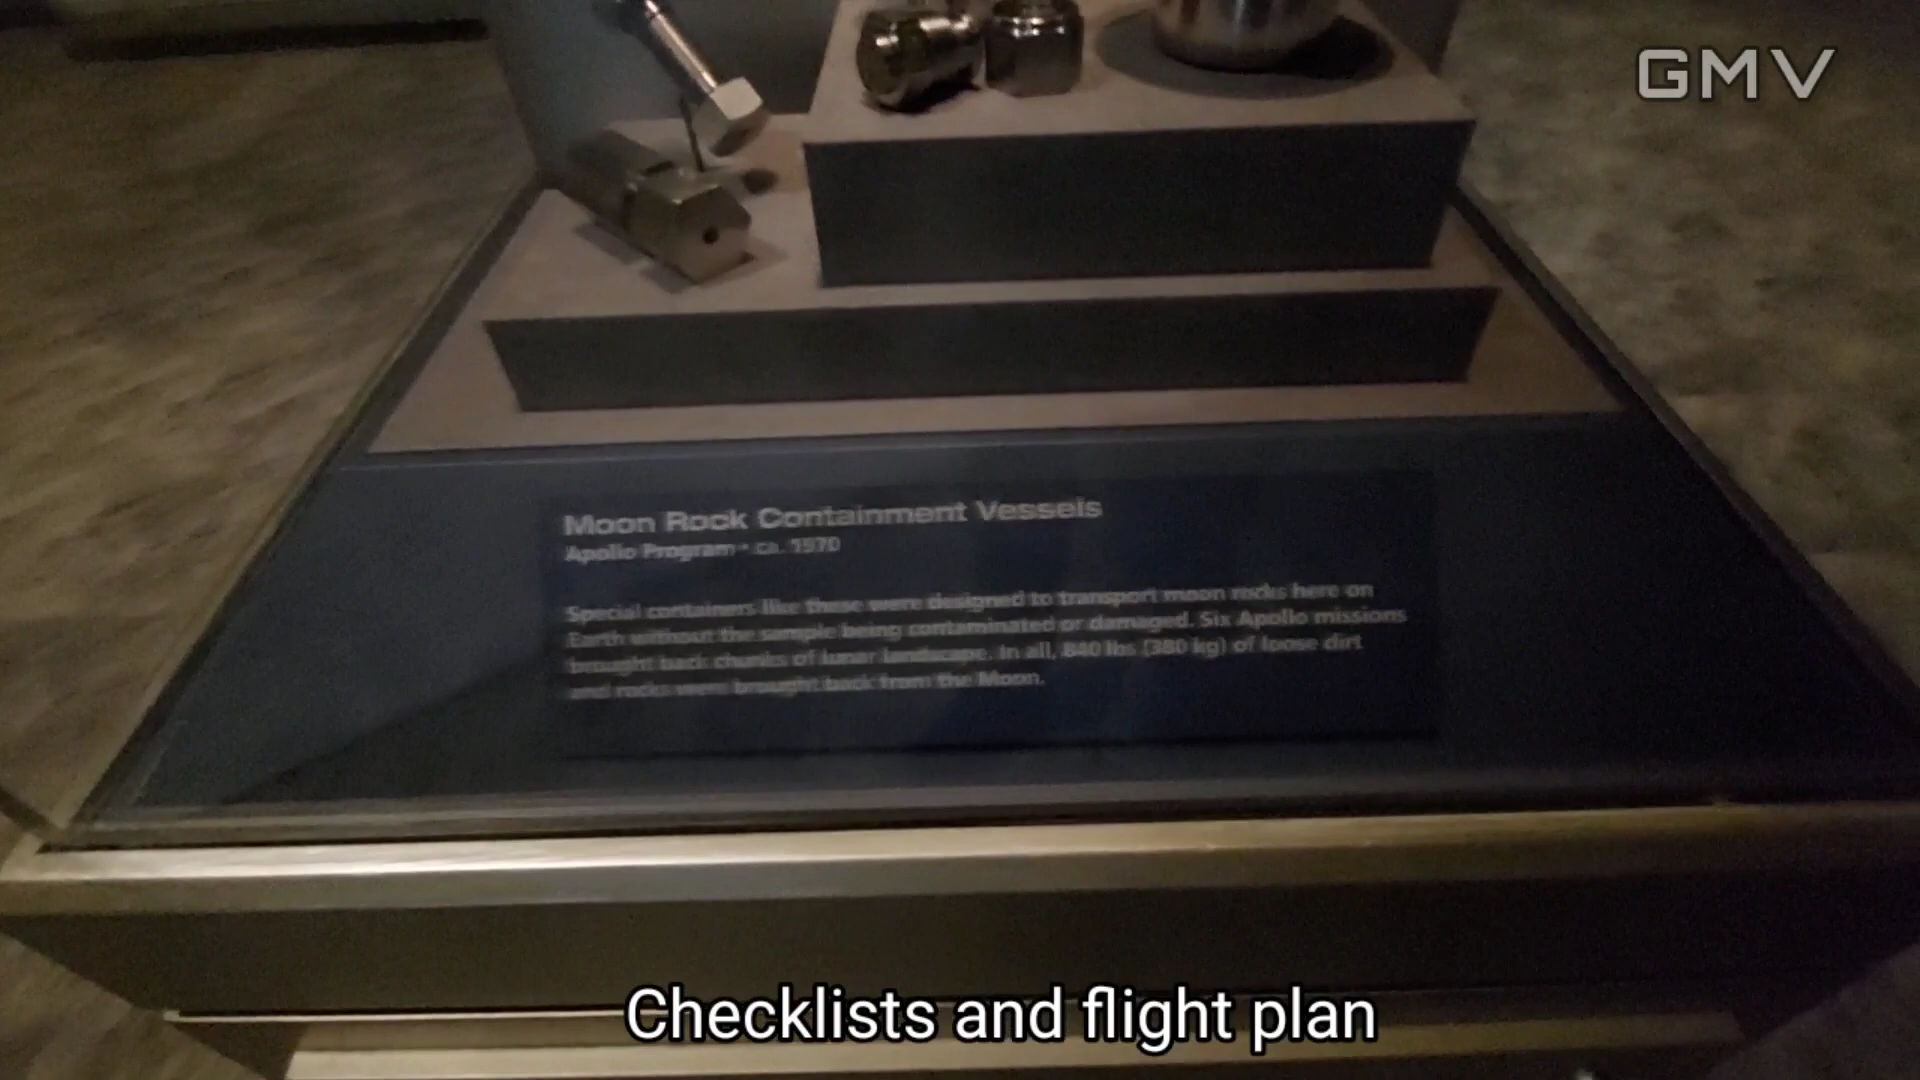 GMV
Moon Rock Containment Vessels
Apollo Program • ca. 1970
Special containers like these were designed to transport moon rocks here on
Earth without the sample being contaminated or damaged. Six Apollo missions
brought back chunks of lunar landscape. In all, 840 lbs (380 kg) of loose dirt
and rocks were brought back from the Moon.
Checklists and flight plan